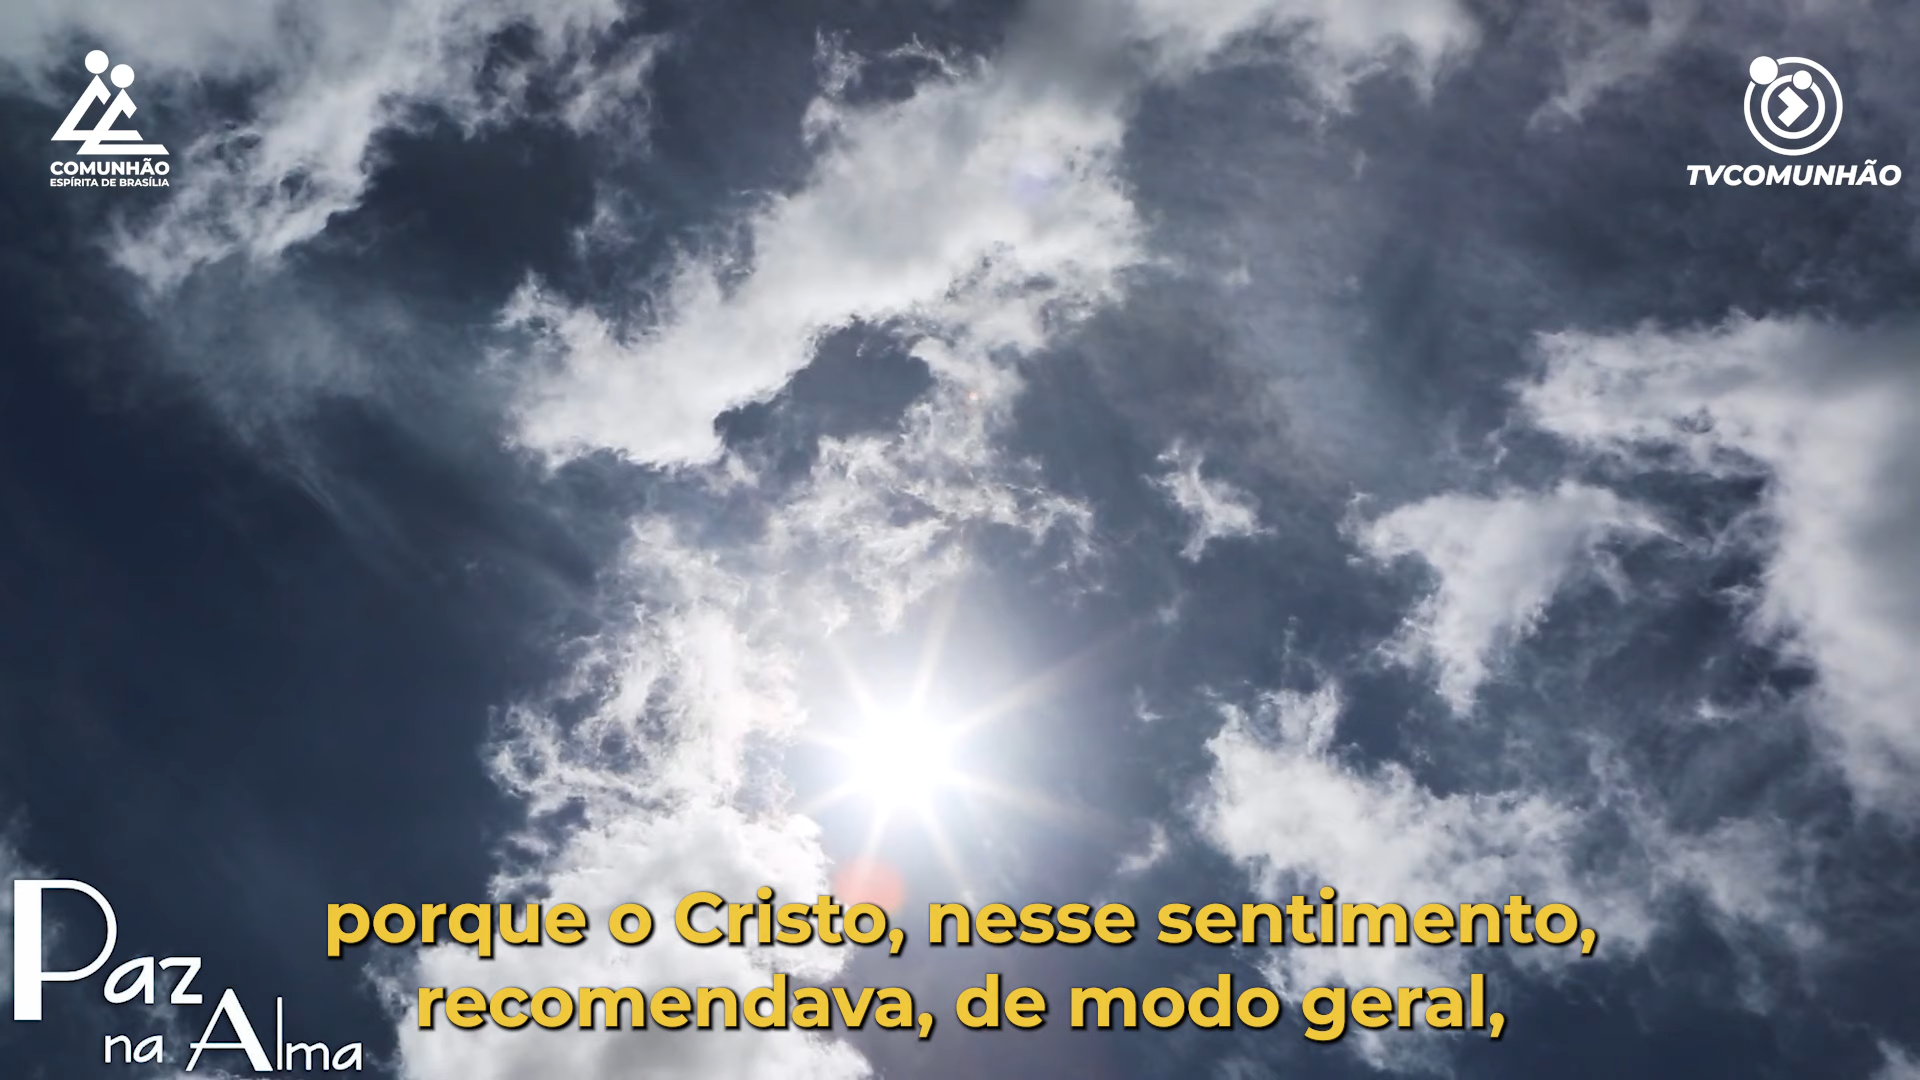 COMUNHÃO
ESPÍRITA DE BRASÍLIA
TVCOMUNHÃO
porque o Cristo, nesse sentimento,
recomendava, de modo geral,
Paz
na Alma